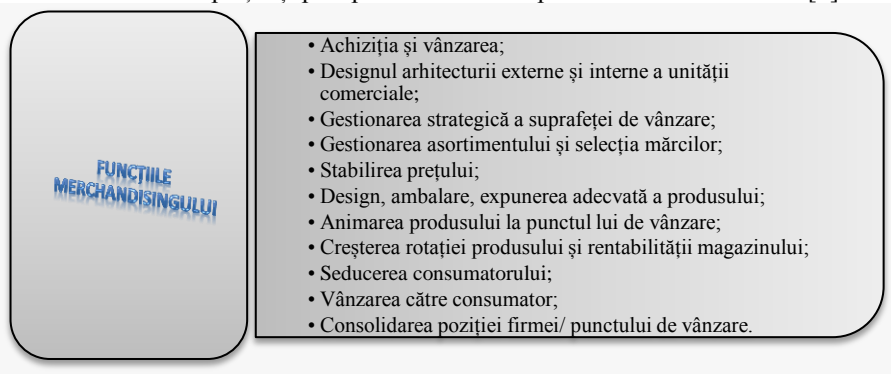 FUNCȚIILE
MERCHANDISINGULUI
• Achiziția și vânzarea;
• Designul arhitecturii externe și interne a unității
comerciale;
• Gestionarea strategică a suprafeței de vânzare;
• Gestionarea asortimentului și selecția mărcilor;
• Stabilirea prețului;
• Design, ambalare, expunerea adecvată a produsului;
• Animarea produsului la punctul lui de vânzare;
• Creșterea rotației produsului și rentabilității magazinului;
• Seducerea consumatorului;
• Vânzarea către consumator;
• Consolidarea poziției firmei/ punctului de vânzare.